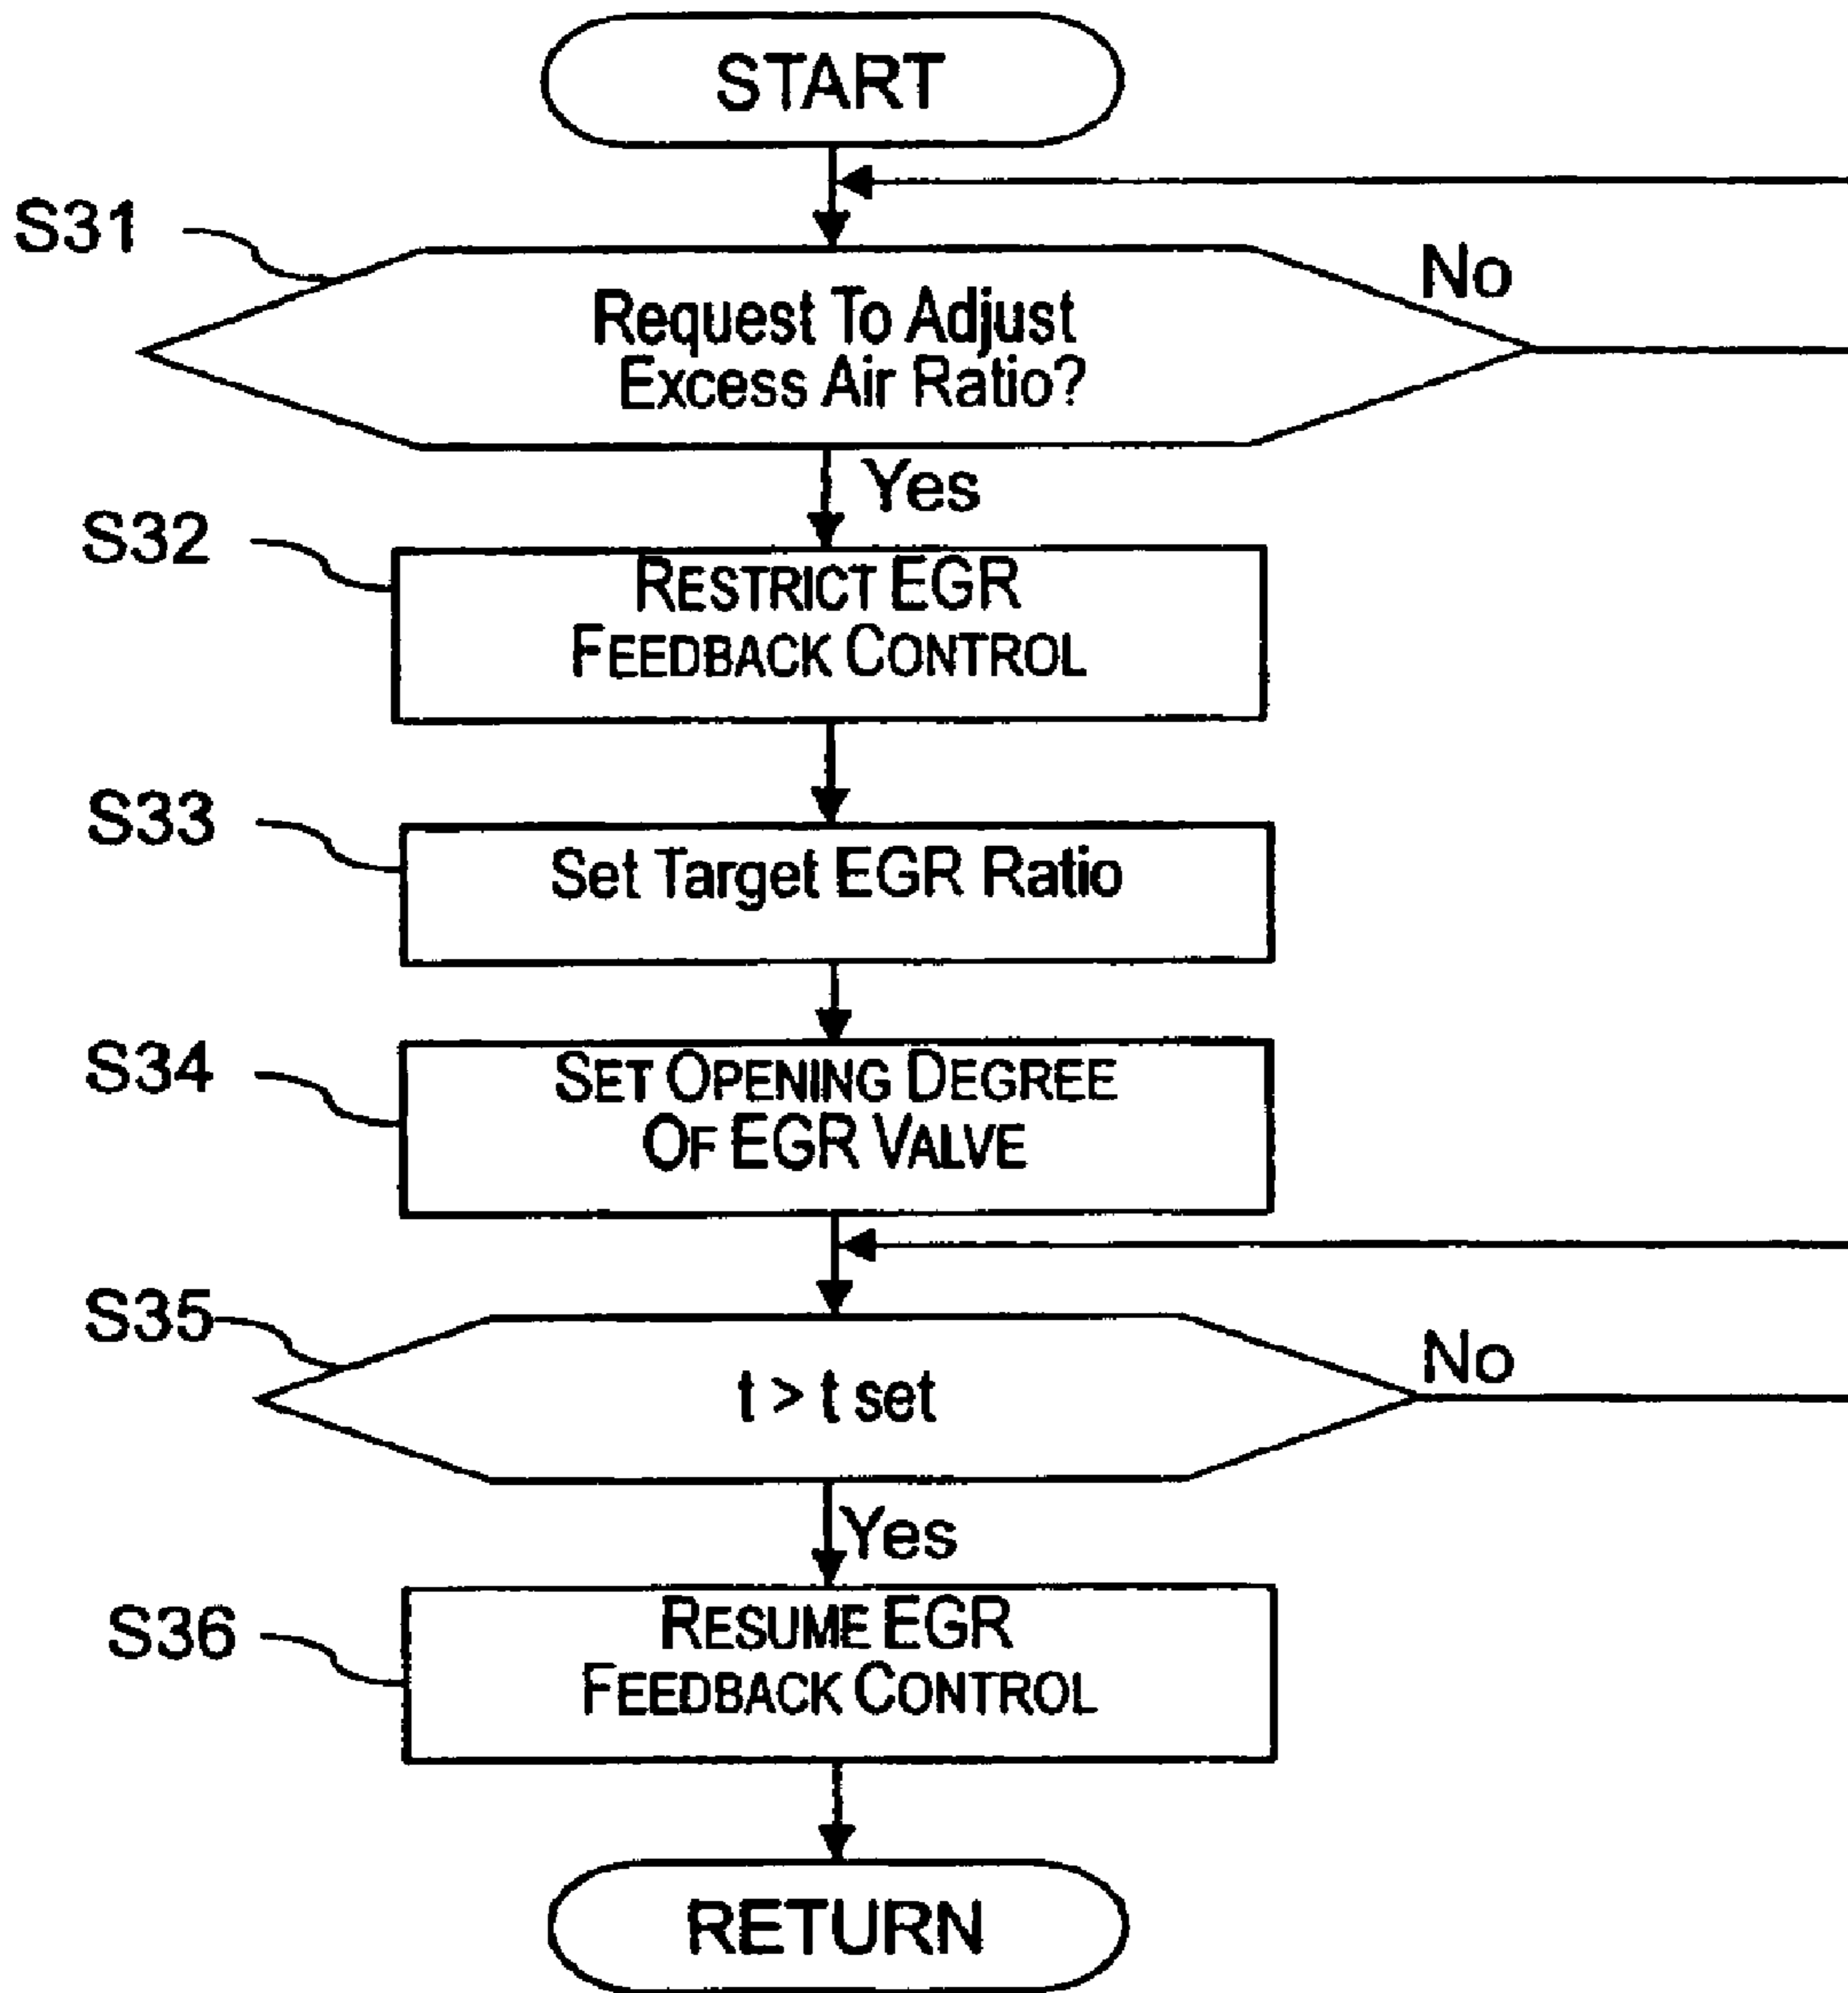 START
S31
Request To Adjust
Excess Air Ratio?
No
Yes
S32
RESTRICT EGR
FEEDBACK CONTROL
S33
Set Target EGR Ratio
S34
SET OPENING DEGREE
OF EGR VALVE
S35
t > t set
No
Yes
S36
RESUME EGR
FEEDBACK CONTROL
RETURN